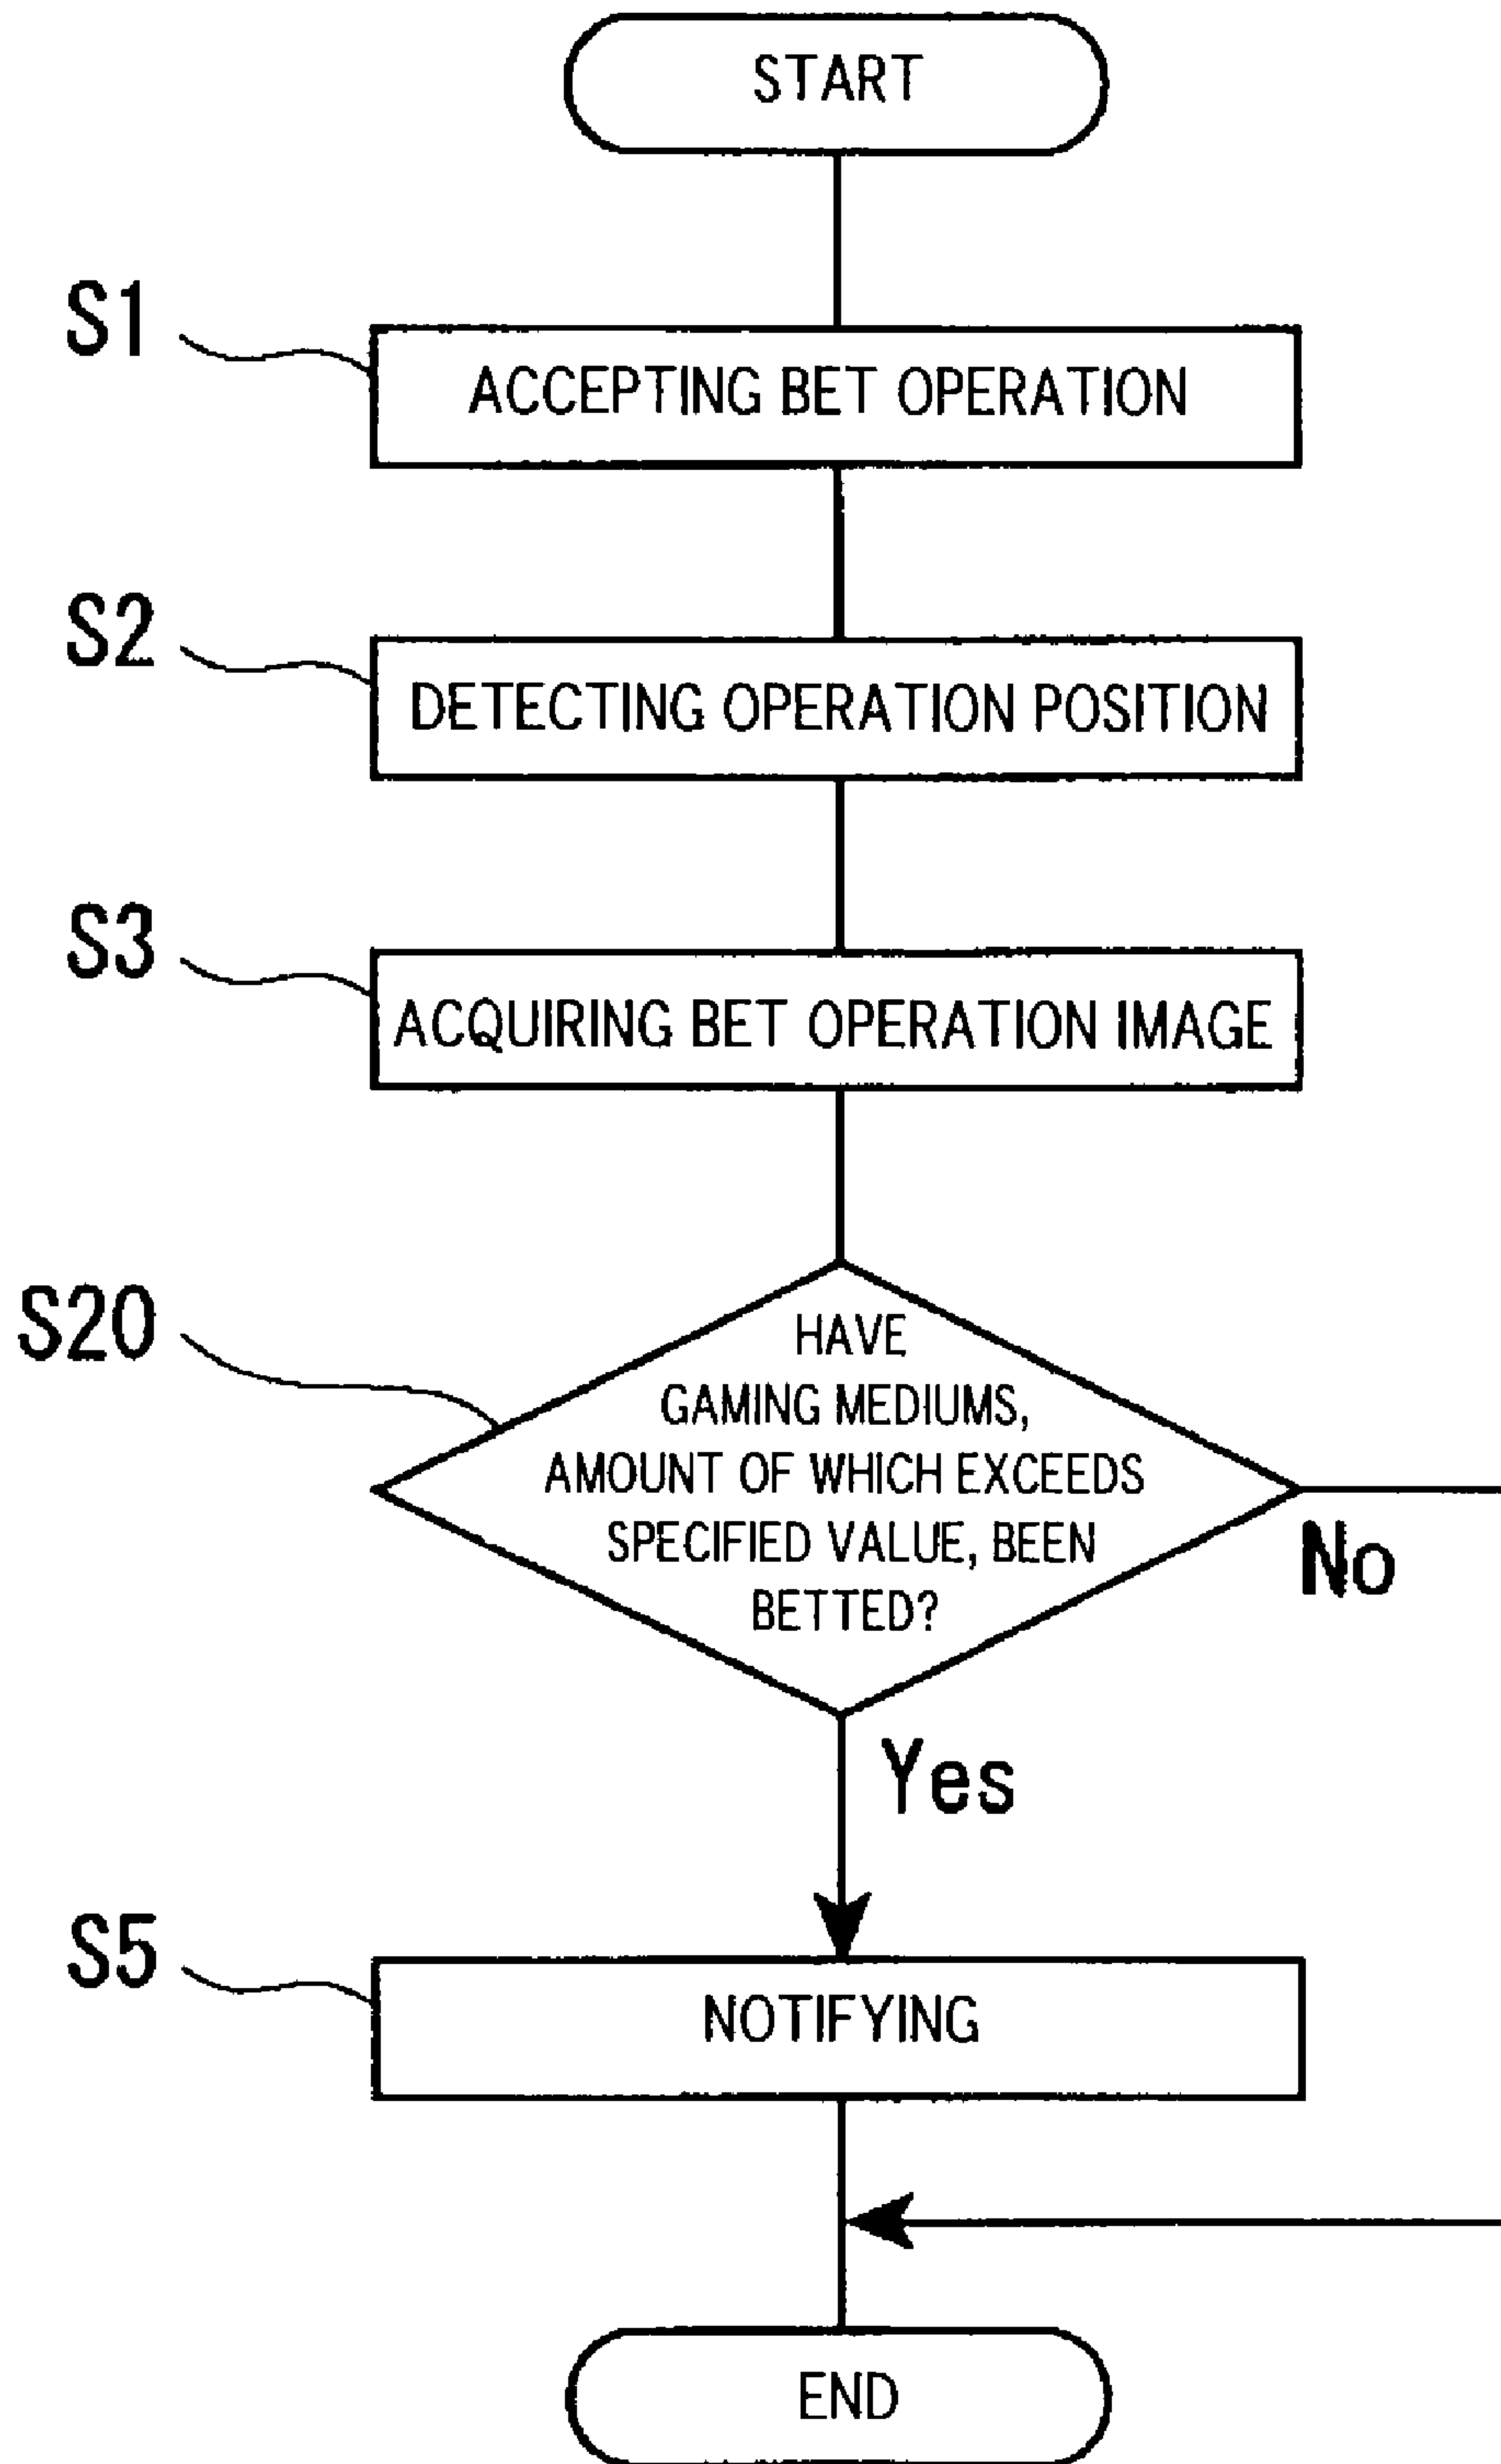 START
S1
ACCEPTING BET OPERATION
S2
DETECTING OPERATION POSITION
S3
ACQUIRING BET OPERATION IMAGE
S20
HAVE
GAMING MEDIUMS,
AMOUNT OF WHICH EXCEEDS
SPECIFIED VALUE, BEEN
BETTED?
No
Yes
S5
NOTIFYING
END